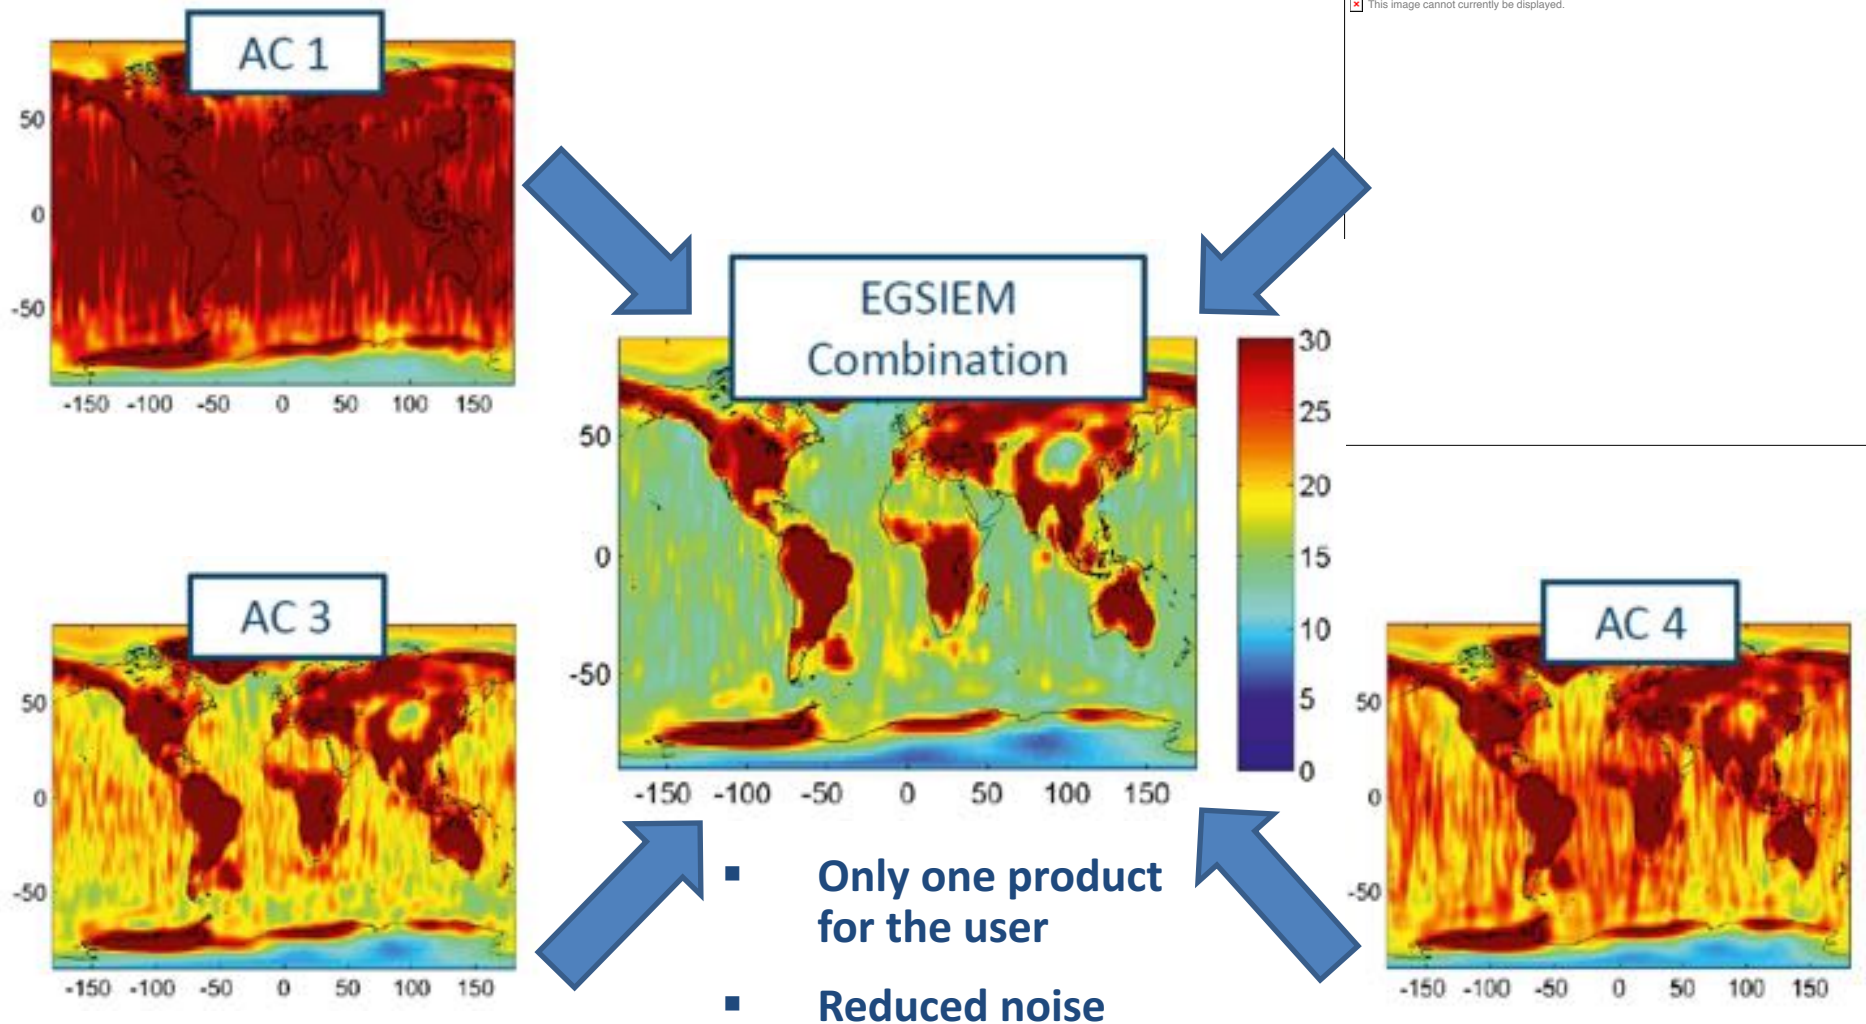 This image cannot currently be displayed.
AC 1
50
0
-50
-150 -100 -50 0 50 100 150
EGSIEM
Combination
50
0
-50
-150 -100 -50 0 50 100 150
30
25
20
15
10
5
0
AC 3
50
0
-50
-150 -100 -50 0 50 100 150
AC 4
50
0
-50
-150 -100 -50 0 50 100 150
▪ Only one product
for the user
▪ Reduced noise